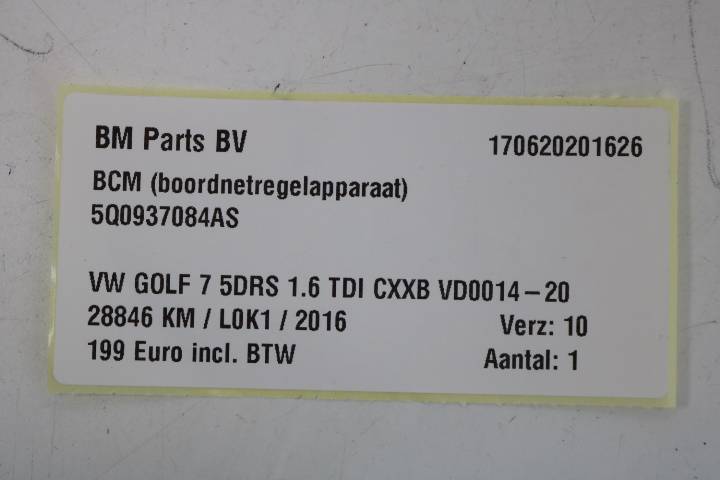 BM Parts BV 170620201626
BCM (boordnetregelapparaat)
5Q0937084AS
VW GOLF 7 5DRS 1.6 TDI CXXB VD0014-20
28846 KM / L0K1 / 2016 Verz: 10
199 Euro incl. BTW Aantal: 1